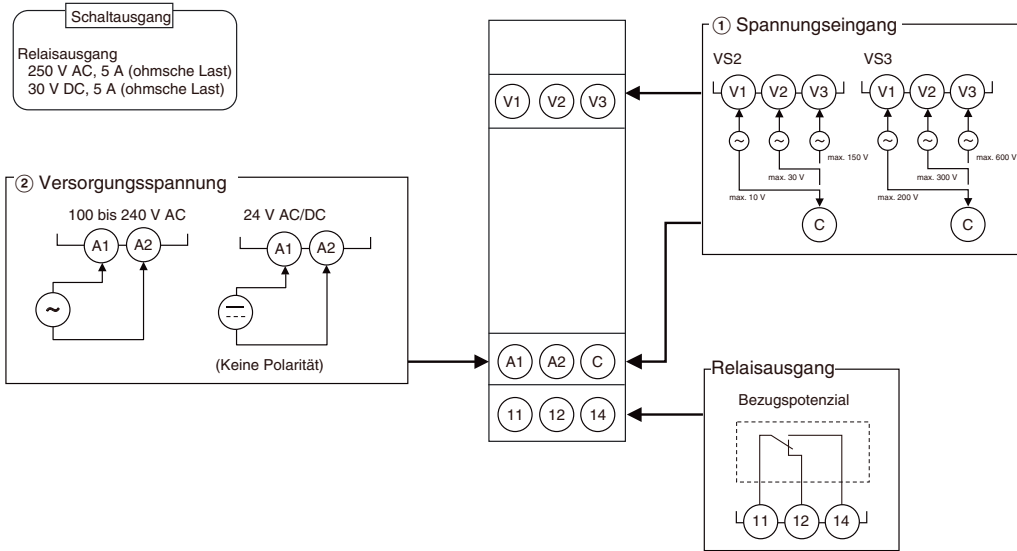 Schaltausgang
Relaisausgang
250 V AC, 5 A (ohmsche Last)
30 V DC, 5 A (ohmsche Last)
② Versorgungsspannung
100 bis 240 V AC
A1 A2
~
24 V AC/DC
A1 A2
(Keine Polarität)
V1 V2 V3
A1 A2 C
11 12 14
① Spannungseingang
VS2
V1 V2 V3
~ ~ ~
max. 150 V
max. 30 V
max. 10 V
C
VS3
V1 V2 V3
~ ~ ~
max. 600 V
max. 300 V
max. 200 V
C
Relaisausgang
Bezugspotenzial
11 12 14